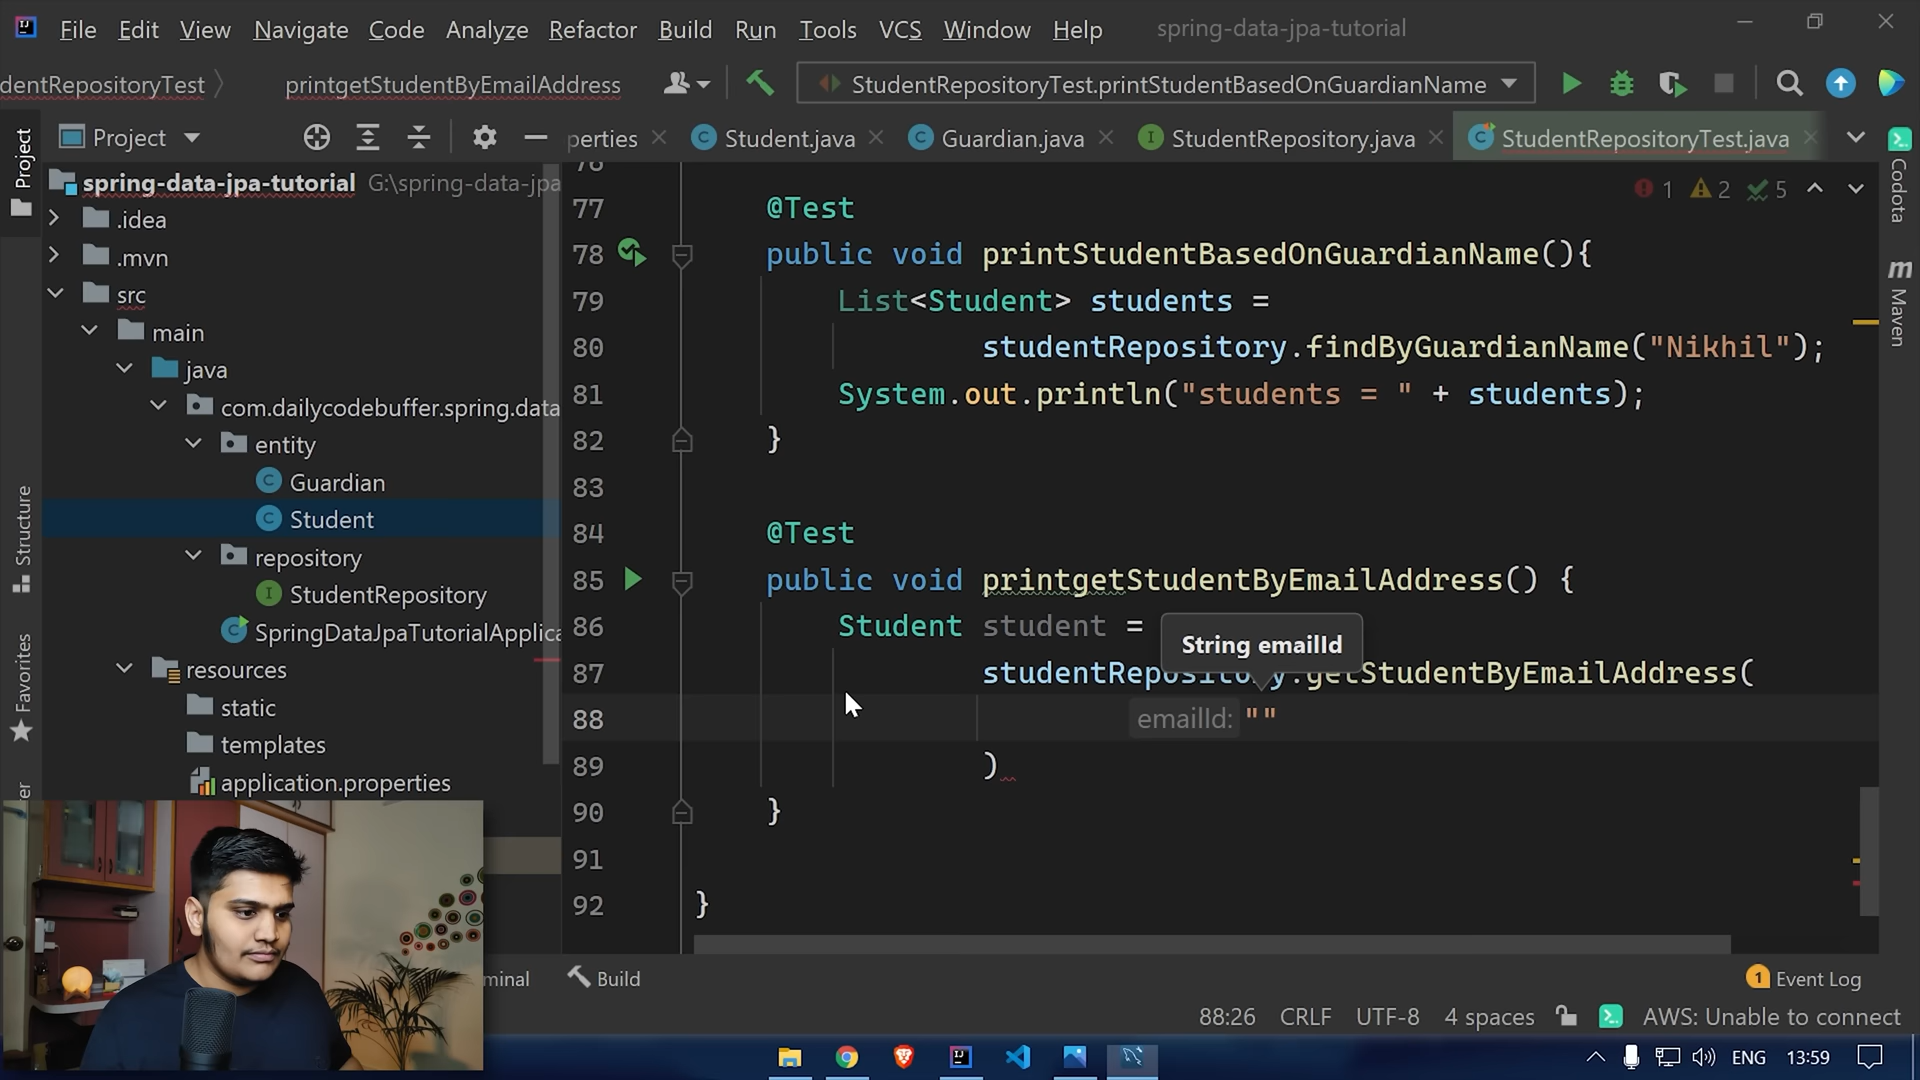 File Edit View Navigate Code Analyze Refactor Build Run Tools VCS Window Help spring-data-jpa-tutorial
dentRepositoryTest printgetStudentByEmailAddress StudentRepositoryTest.printStudentBasedOnGuardianName
Project perties Student.java Guardian.java StudentRepository.java StudentRepositoryTest.java
Project
Structure
Favorites
spring-data-jpa-tutorial G:\spring-data-jpa
.idea
.mvn
src
main
java
com.dailycodebuffer.spring.data
entity
Guardian
Student
repository
StudentRepository
SpringDataJpaTutorialApplica
resources
static
templates
application.properties
1 2 5
76
77 @Test
78 public void printStudentBasedOnGuardianName(){
79 List<Student> students =
80 studentRepository.findByGuardianName("Nikhil");
81 System.out.println("students = " + students);
82 }
83
84 @Test
85 public void printgetStudentByEmailAddress() {
86 Student student =
String emailId
87 studentRepository.getStudentByEmailAddress(
88 emailId: ""
89 )
90 }
91
92 }
Codota
m Maven
minal Build 1 Event Log
88:26 CRLF UTF-8 4 spaces AWS: Unable to connect
ENG 13:59